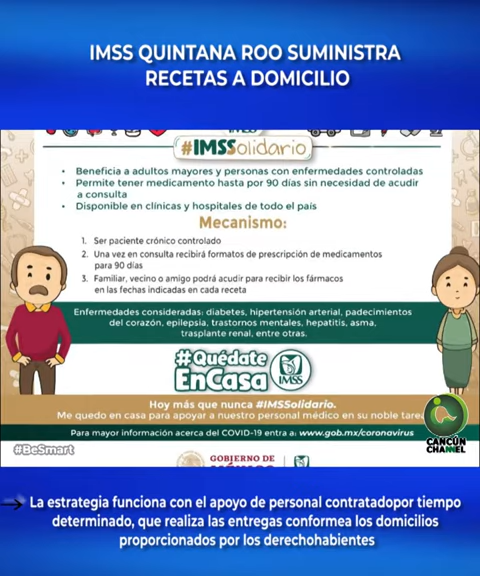 IMSS QUINTANA ROO SUMINISTRA
RECETAS A DOMICILIO
IMSS
#IMSSolidario
• Beneficia a adultos mayores y personas con enfermedades controladas
• Permite tener medicamento hasta por 90 días sin necesidad de acudir
a consulta
• Disponible en clínicas y hospitales de todo el país
Mecanismo:
1. Ser paciente crónico controlado
2. Una vez en consulta recibirá formatos de prescripción de medicamentos
para 90 días
3. Familiar, vecino o amigo podrá acudir para recibir los fármacos
en las fechas indicadas en cada receta
Enfermedades consideradas: diabetes, hipertensión arterial, padecimientos
del corazón, epilepsia, trastornos mentales, hepatitis, asma,
trasplante renal, entre otras.
#Quédate
EnCasa
IMSS
Hoy más que nunca #IMSSolidario.
Me quedo en casa para apoyar a nuestro personal médico en su noble tarea
Para mayor información acerca del COVID-19 entra a: www.gob.mx/coronavirus
#BeSmart
CANCÚN
CHANNEL
GOBIERNO DE
MÉXICO
→ La estrategia funciona con el apoyo de personal contratadopor tiempo
determinado, que realiza las entregas conformea los domicilios
proporcionados por los derechohabientes